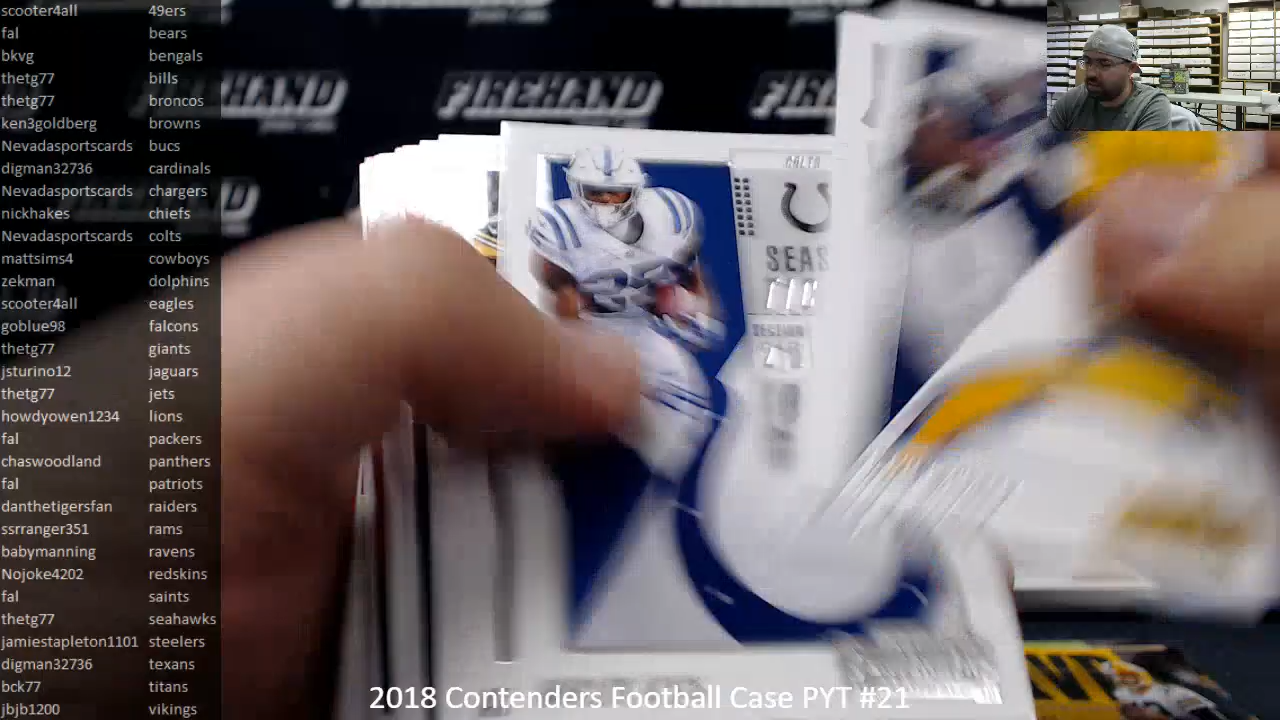 scooter4all 49ers
fal bears
bkvg bengals
thetg77 bills
thetg77 broncos
ken3goldberg browns
Nevadasportscards bucs
digman32736 cardinals
Nevadasportscards chargers
nickhakes chiefs
Nevadasportscards colts
mattsims4 cowboys
zekman dolphins
scooter4all eagles
goblue98 falcons
thetg77 giants
jsturino12 jaguars
thetg77 jets
howdyowen1234 lions
fal packers
chaswoodland panthers
fal patriots
danthetigersfan raiders
ssrranger351 rams
babymanning ravens
Nojoke4202 redskins
fal saints
thetg77 seahawks
jamiestapleton1101 steelers
digman32736 texans
bck77 titans
jbjb1200 vikings
FIREHAND
COLTS
SEAS
2018 Contenders Football Case PYT #21